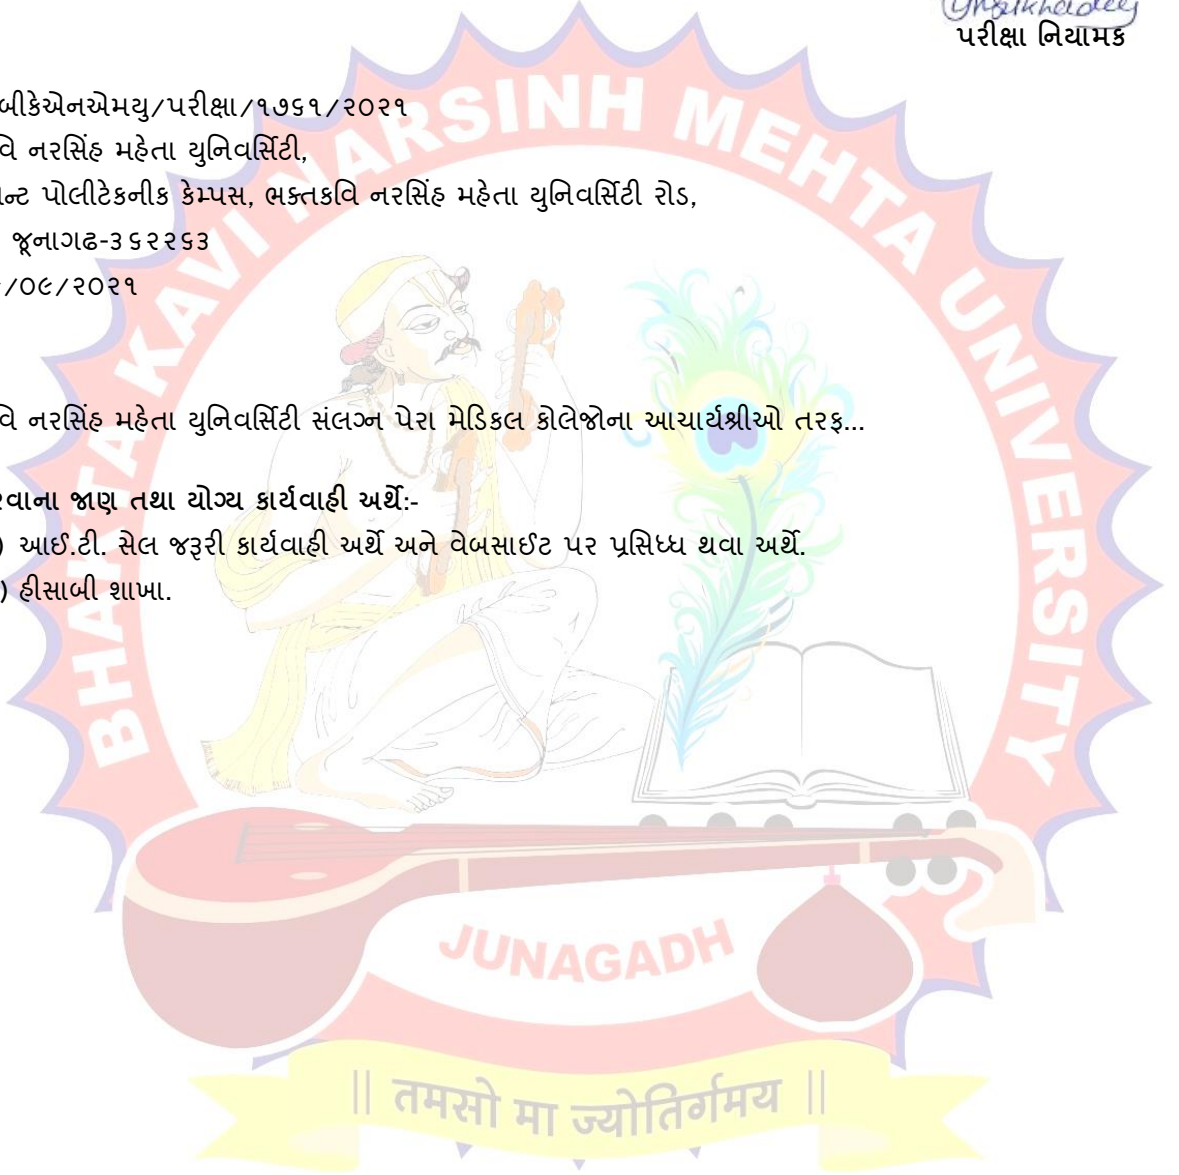 પરીક્ષા નિયામક
બીકેએનએમયુ/પરીક્ષા/૧૭૬૧/૨૦૨૧
વિ નરસિંહ મહેતા યુનિવર્સિટી,
ન્ટ પોલીટેકનીક કેમ્પસ, ભક્તકવિ નરસિંહ મહેતા યુનિવર્સિટી રોડ,
જૂનાગઢ-૩૬૨૨૬૩
/૦૯/૨૦૨૧
વિ નરસિંહ મહેતા યુનિવર્સિટી સંલગ્ન પેરા મેડિકલ કોલેજોના આચાર્યશ્રીઓ તરફ...
રવાના જાણ તથા યોગ્ય કાર્યવાહી અર્થે:-
) આઈ.ટી. સેલ જરૂરી કાર્યવાહી અર્થે અને વેબસાઈટ પર પ્રસિધ્ધ થવા અર્થે.
) હીસાબી શાખા.
BHAKTA KAVI NARSINH MEHTA UNIVERSITY
JUNAGADH
|| तमसो मा ज्योतिर्गमय ||